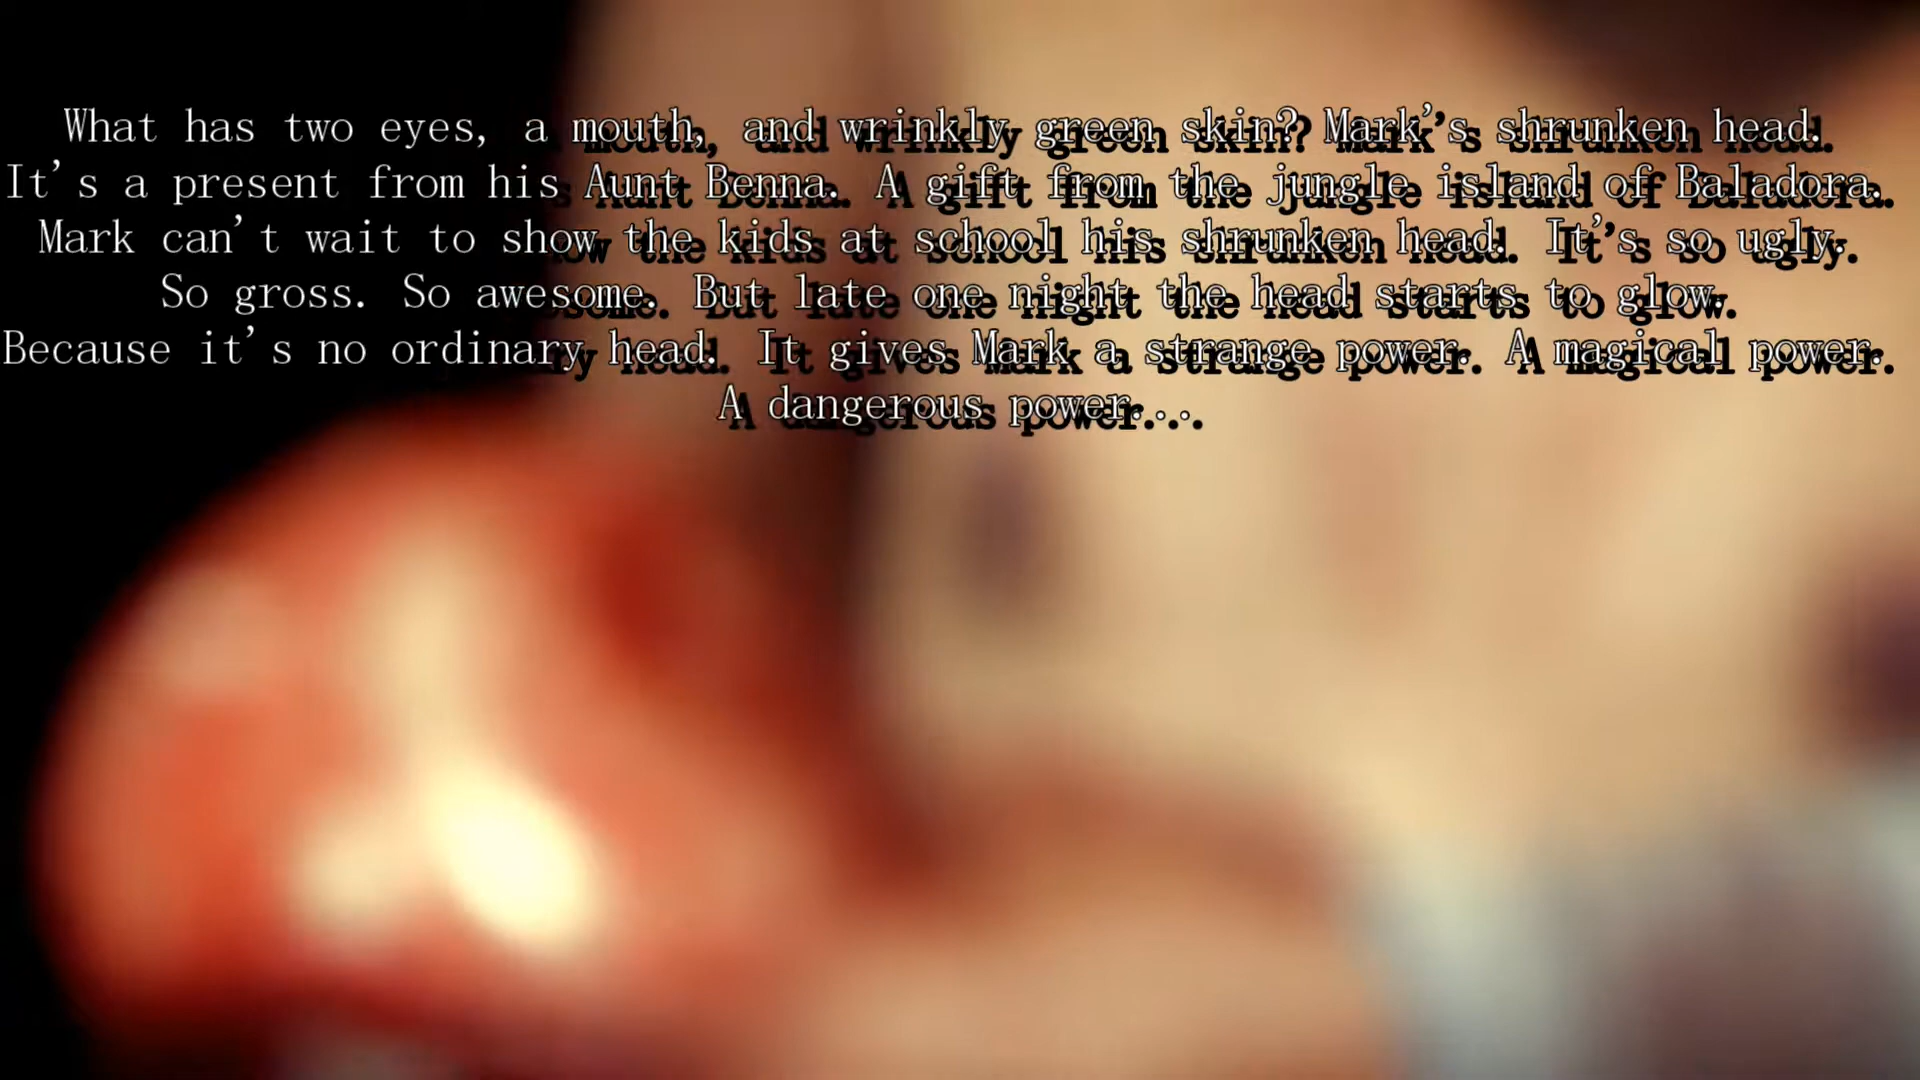 What has two eyes, a mouth, and wrinkly green skin? Mark's shrunken head.
It's a present from his Aunt Benna. A gift from the jungle island of Baladora.
Mark can't wait to show the kids at school his shrunken head. It's so ugly.
So gross. So awesome. But late one night the head starts to glow.
Because it's no ordinary head. It gives Mark a strange power. A magical power.
A dangerous power...